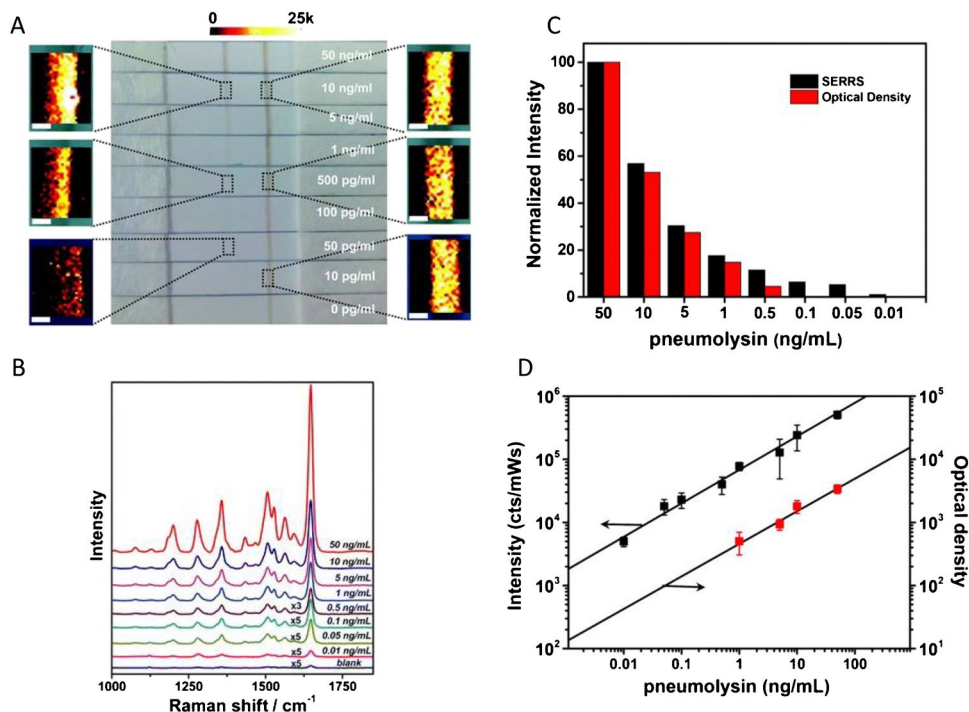 A
0 25k
50 ng/ml
10 ng/ml
5 ng/ml
1 ng/ml
500 pg/ml
100 pg/ml
50 pg/ml
10 pg/ml
0 pg/ml
B
Intensity
50 ng/mL
10 ng/mL
5 ng/mL
1 ng/mL
x3 0.5 ng/mL
x5 0.1 ng/mL
x5 0.05 ng/mL
x5 0.01 ng/mL
x5 blank
1000 1250 1500 1750
Raman shift / cm⁻¹
C
Normalized Intensity
100
80
60
40
20
0
SERRS
Optical Density
50 10 5 1 0.5 0.1 0.05 0.01
pneumolysin (ng/mL)
D
Intensity (cts/mWs)
10⁶
10⁵
10⁴
10³
10²
10⁵
10⁴
10³
10²
10¹
Optical density
0.01 0.1 1 10 100
pneumolysin (ng/mL)